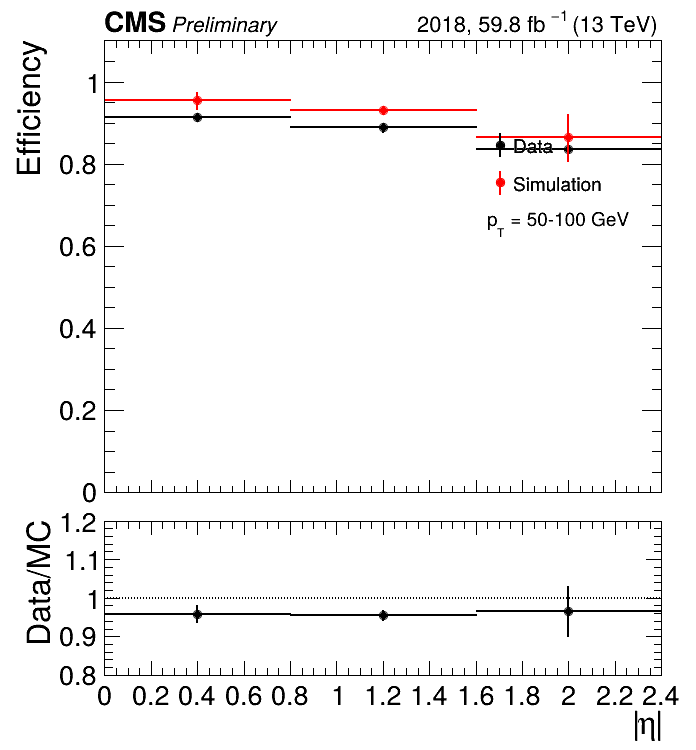 CMS Preliminary 2018, 59.8 fb⁻¹ (13 TeV)
Efficiency
1
0.8
0.6
0.4
0.2
0
Data
Simulation
p_T = 50-100 GeV
Data/MC
1.2
1.1
1
0.9
0.8
0 0.2 0.4 0.6 0.8 1 1.2 1.4 1.6 1.8 2 2.2 2.4
|η|